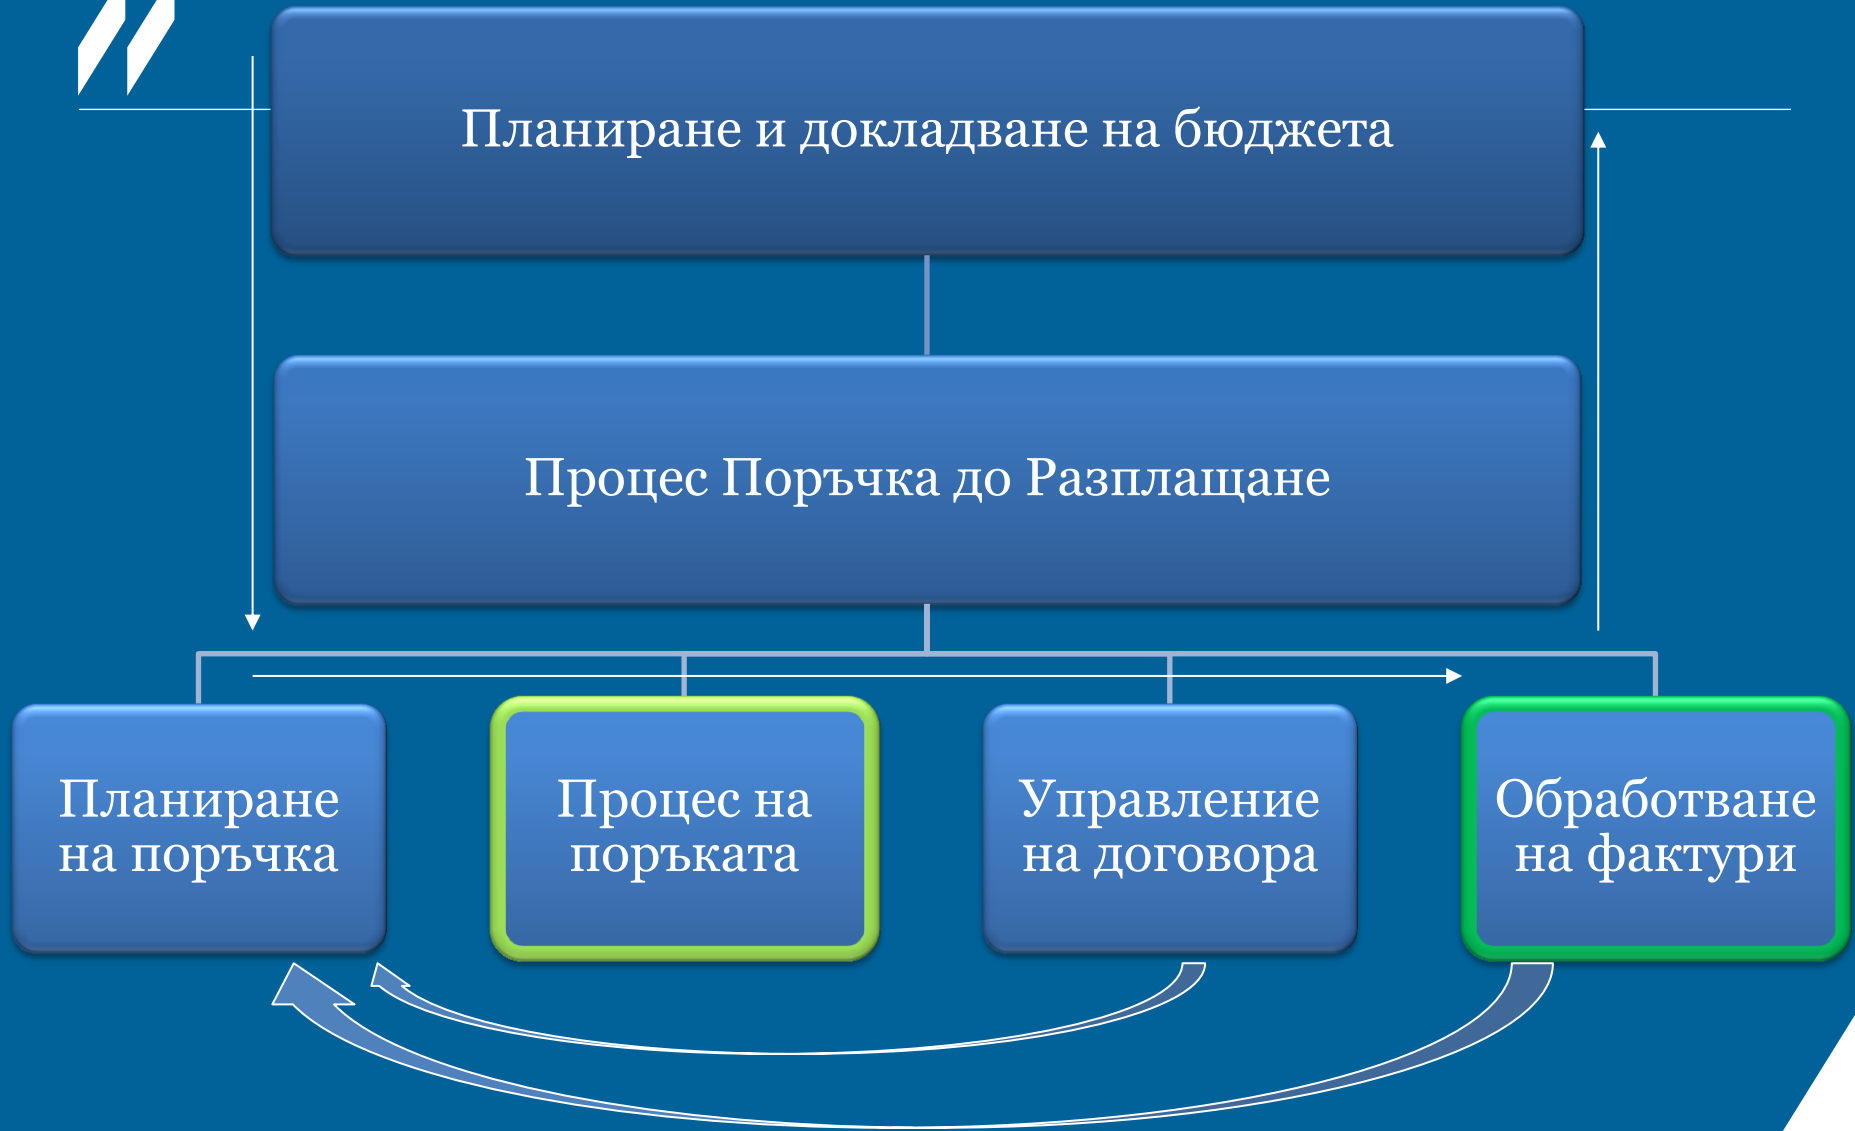 Планиране и докладване на бюджета
Процес Поръчка до Разплащане
Планиране
на поръчка
Процес на
поръката
Управление
на договора
Обработване
на фактури